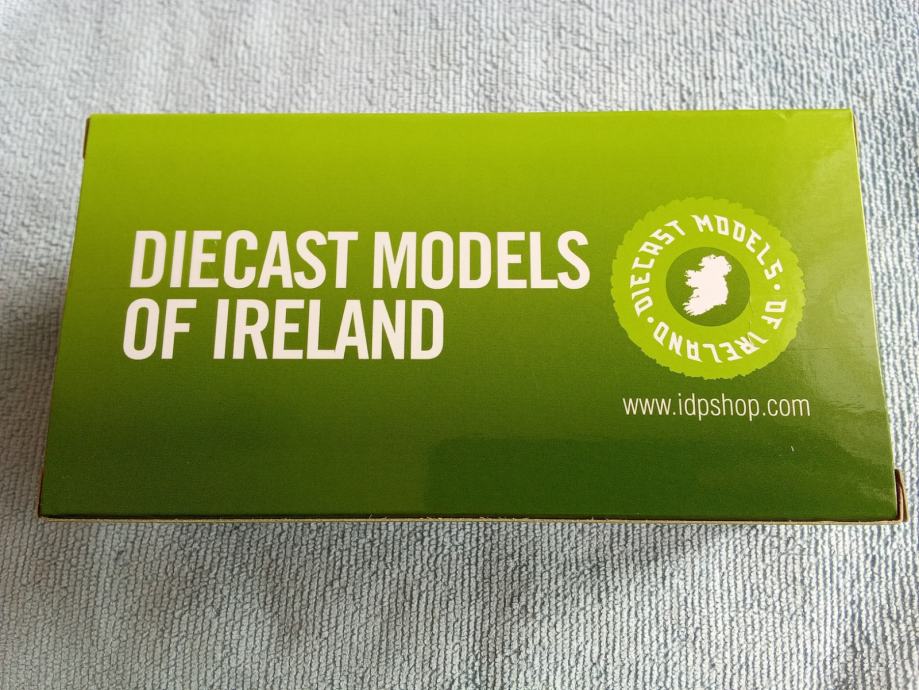 DIECAST MODELS
OF IRELAND
DIECAST MODELS · OF IRELAND ·
www.idpshop.com